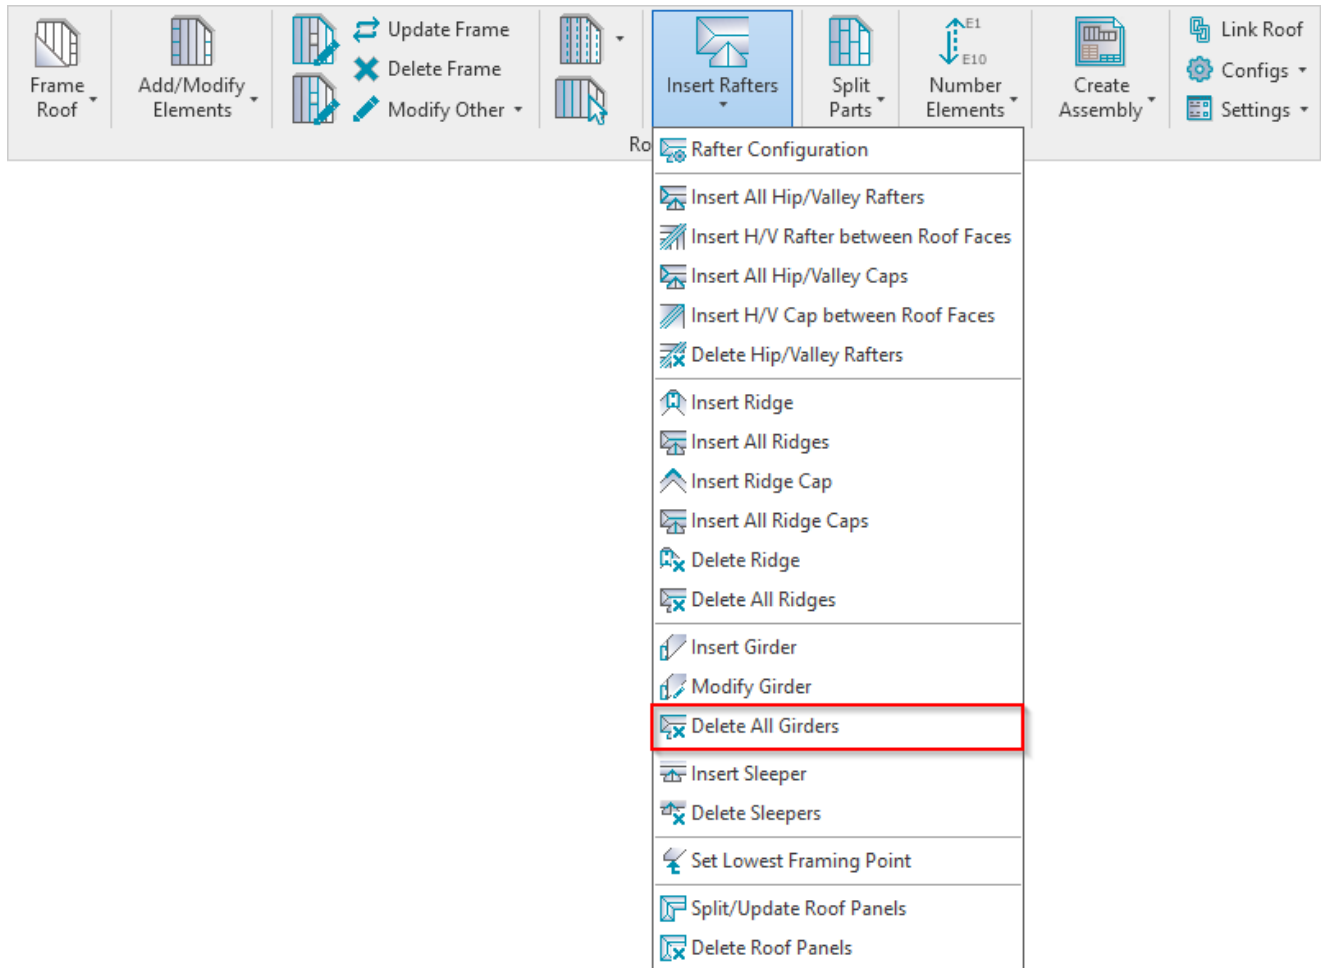 Frame
Roof
Add/Modify
Elements
Update Frame
Delete Frame
Modify Other
Insert Rafters
Split
Parts
E1
E10
Number
Elements
Create
Assembly
Link Roof
Configs
Settings
Ro
Rafter Configuration
Insert All Hip/Valley Rafters
Insert H/V Rafter between Roof Faces
Insert All Hip/Valley Caps
Insert H/V Cap between Roof Faces
Delete Hip/Valley Rafters
Insert Ridge
Insert All Ridges
Insert Ridge Cap
Insert All Ridge Caps
Delete Ridge
Delete All Ridges
Insert Girder
Modify Girder
Delete All Girders
Insert Sleeper
Delete Sleepers
Set Lowest Framing Point
Split/Update Roof Panels
Delete Roof Panels